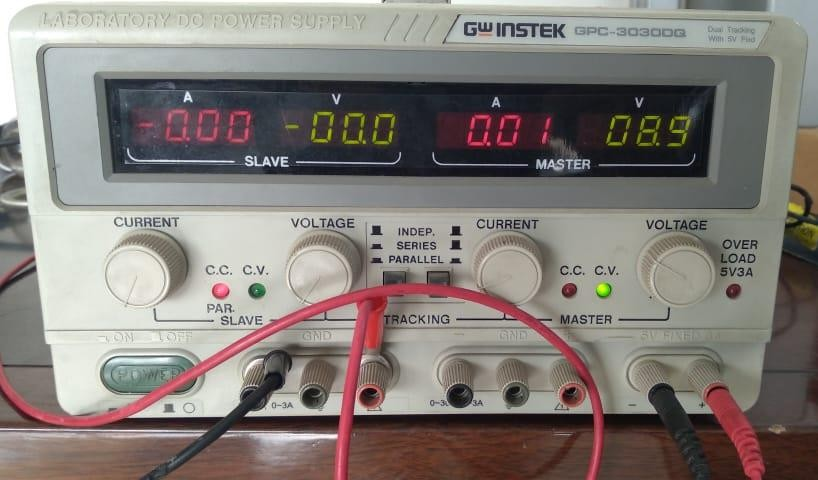 LABORATORY DC POWER SUPPLY
GW INSTEK GPC-3030DQ
Dual Tracking
With 5V Fixd
A V A V
-0.00 -00.0 0.01 08.9
SLAVE MASTER
CURRENT VOLTAGE CURRENT VOLTAGE
INDEP.
SERIES
PARALLEL
C.C. C.V. C.C. C.V.
OVER
LOAD
5V3A
PAR.
SLAVE TRACKING MASTER
ON OFF GND GND 5V FIXED
POWER
0~3A 3A
- +